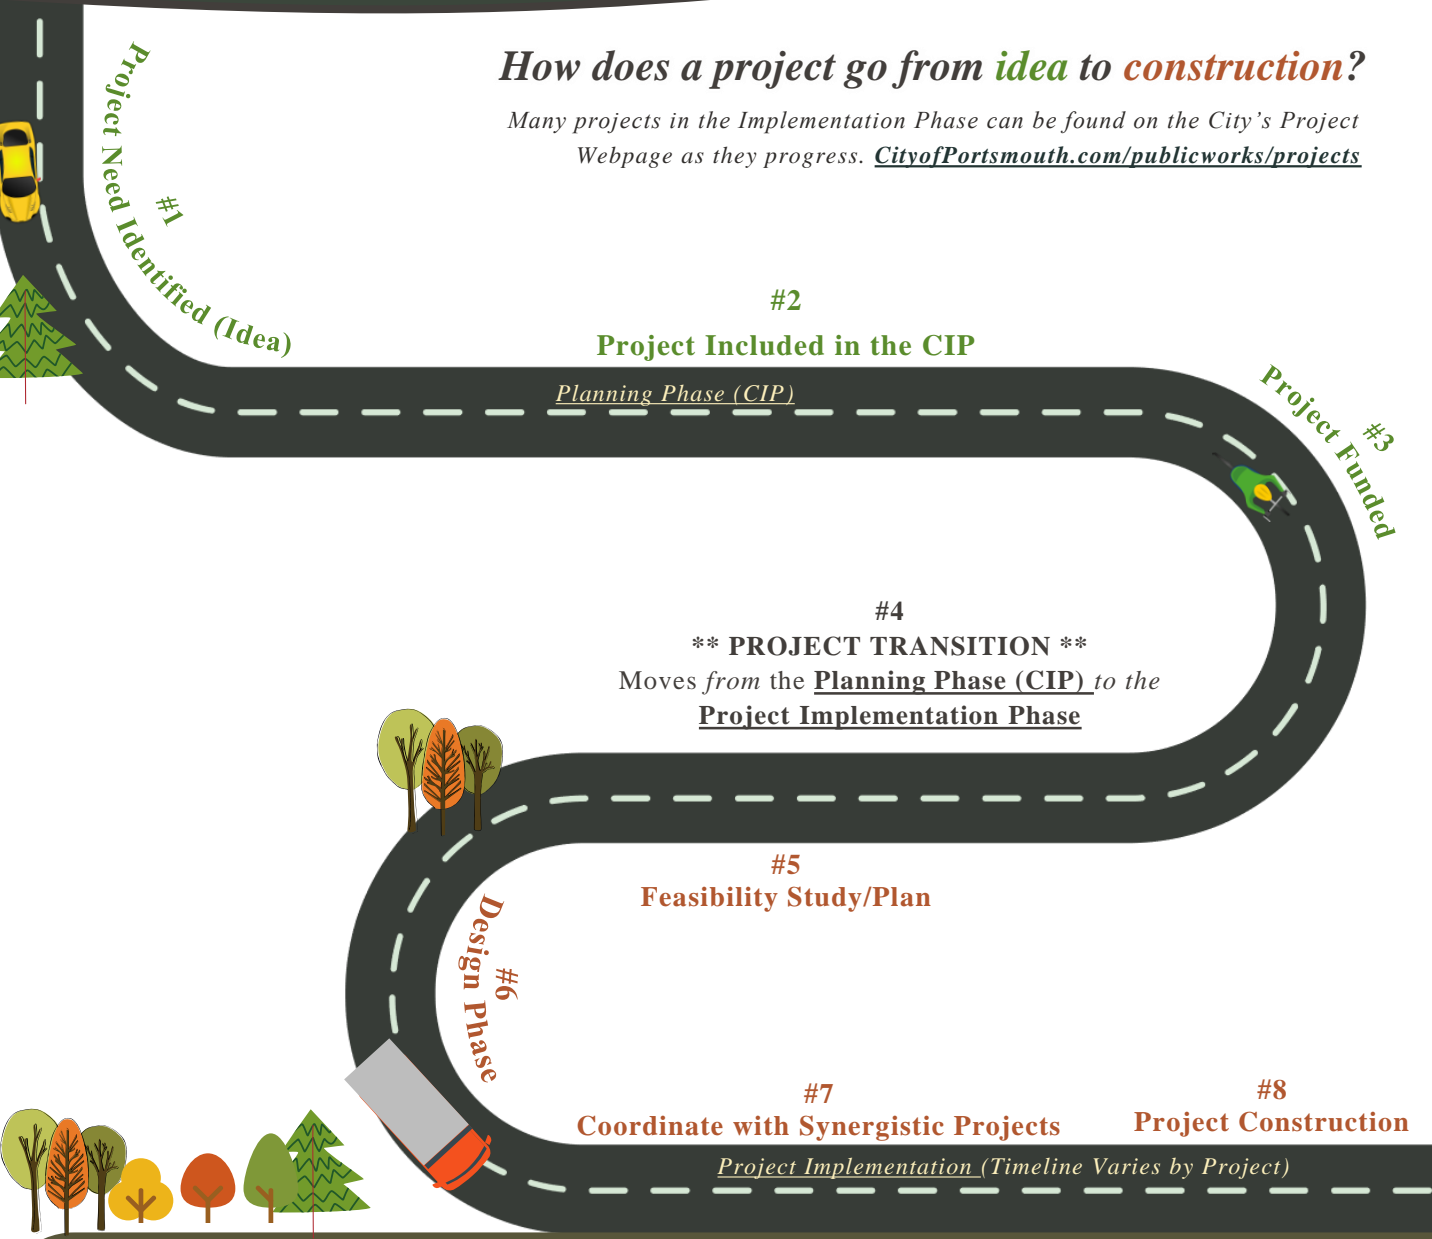 How does a project go from idea to construction?
Many projects in the Implementation Phase can be found on the City’s Project
Webpage as they progress. CityofPortsmouth.com/publicworks/projects
#1
Project Need Identified (Idea)
#2
Project Included in the CIP
Planning Phase (CIP)
#3
Project Funded
#4
** PROJECT TRANSITION **
Moves from the Planning Phase (CIP) to the
Project Implementation Phase
#5
Feasibility Study/Plan
#6
Design Phase
#7
Coordinate with Synergistic Projects
#8
Project Construction
Project Implementation (Timeline Varies by Project)